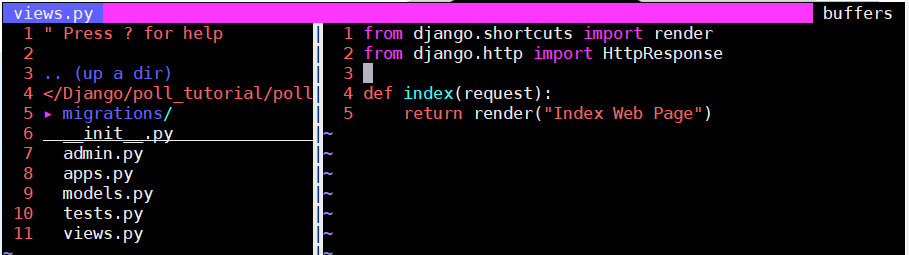 views.py buffers
1 " Press ? for help
2
3 .. (up a dir)
4 </Django/poll_tutorial/poll
5 ▸ migrations/
6 __init__.py
7 admin.py
8 apps.py
9 models.py
10 tests.py
11 views.py
~
1 from django.shortcuts import render
2 from django.http import HttpResponse
3
4 def index(request):
5 return render("Index Web Page")
~
~
~
~
~
~